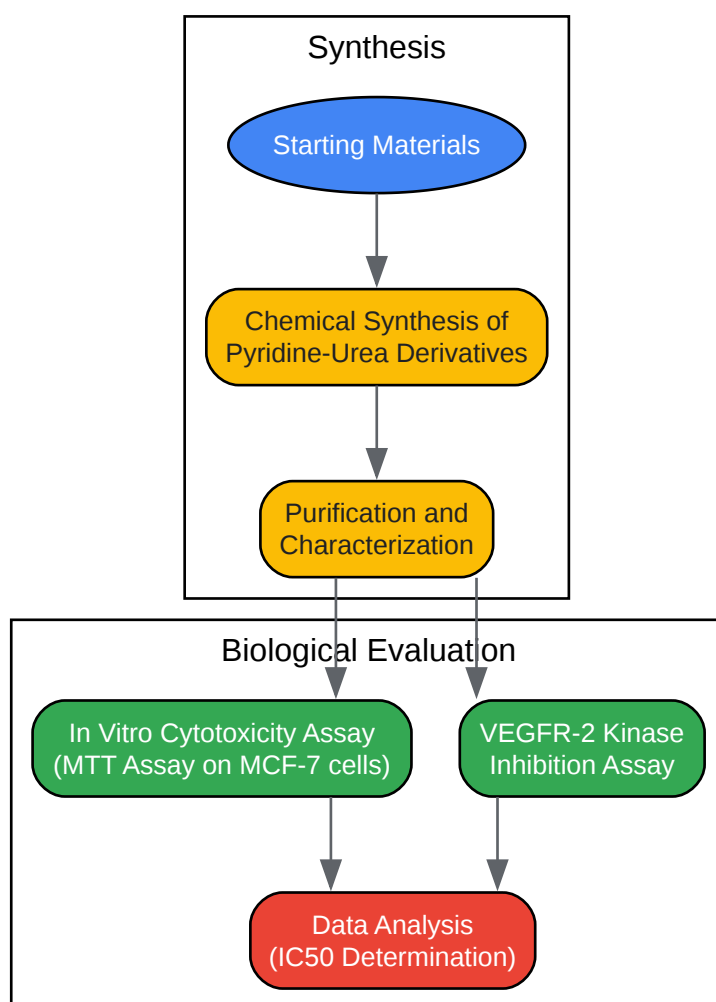 Synthesis
Starting Materials
Chemical Synthesis of
Pyridine-Urea Derivatives
Purification and
Characterization
Biological Evaluation
In Vitro Cytotoxicity Assay
(MTT Assay on MCF-7 cells)
VEGFR-2 Kinase
Inhibition Assay
Data Analysis
(IC50 Determination)